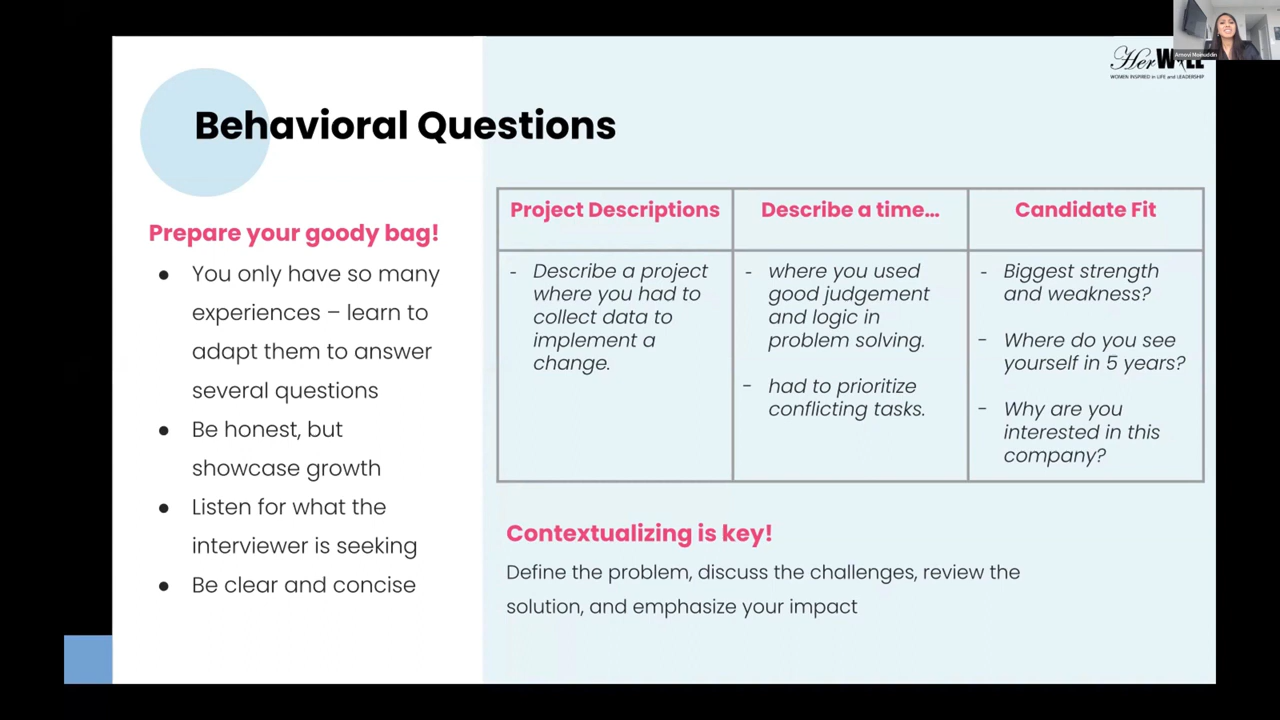 Behavioral Questions
Prepare your goody bag!
● You only have so many
experiences – learn to
adapt them to answer
several questions
● Be honest, but
showcase growth
● Listen for what the
interviewer is seeking
● Be clear and concise
Project Descriptions
- Describe a project
where you had to
collect data to
implement a
change.
Describe a time...
- where you used
good judgement
and logic in
problem solving.
- had to prioritize
conflicting tasks.
Candidate Fit
- Biggest strength
and weakness?
- Where do you see
yourself in 5 years?
- Why are you
interested in this
company?
Contextualizing is key!
Define the problem, discuss the challenges, review the
solution, and emphasize your impact
HerWILL
WOMEN INSPIRED in LIFE and LEADERSHIP